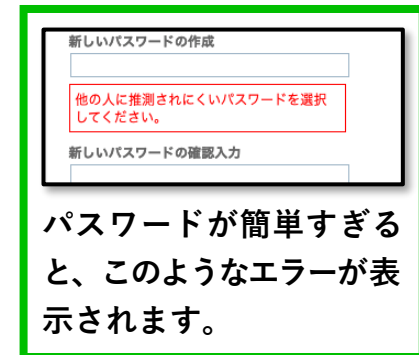 新しいパスワードの作成
他の人に推測されにくいパスワードを選択
してください。
新しいパスワードの確認入力
パスワードが簡単すぎる
と、このようなエラーが表
示されます。